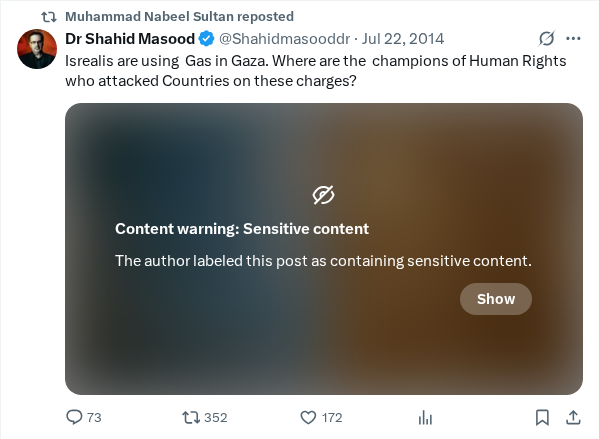 Muhammad Nabeel Sultan reposted
Dr Shahid Masood @Shahidmasooddr · Jul 22, 2014
Isrealis are using  Gas in Gaza. Where are the  champions of Human Rights
who attacked Countries on these charges?
Content warning: Sensitive content
The author labeled this post as containing sensitive content.
Show
73 352 172